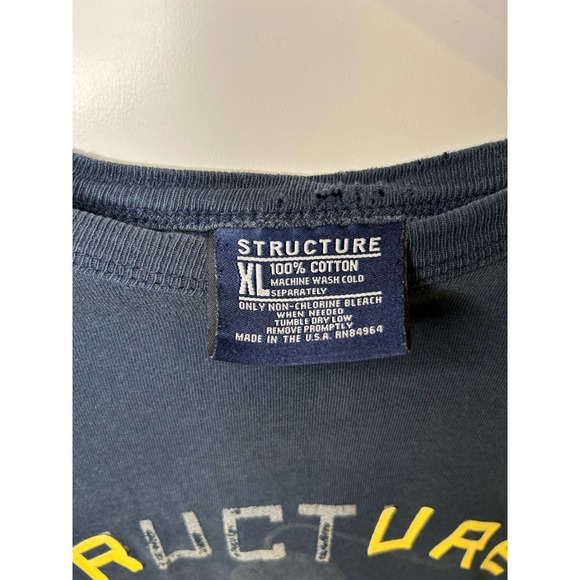 STRUCTURE
XL 100% COTTON
MACHINE WASH COLD
SEPARATELY
ONLY NON-CHLORINE BLEACH
WHEN NEEDED
TUMBLE DRY LOW
REMOVE PROMPTLY
MADE IN THE U.S.A. RN84964
RUCTURE